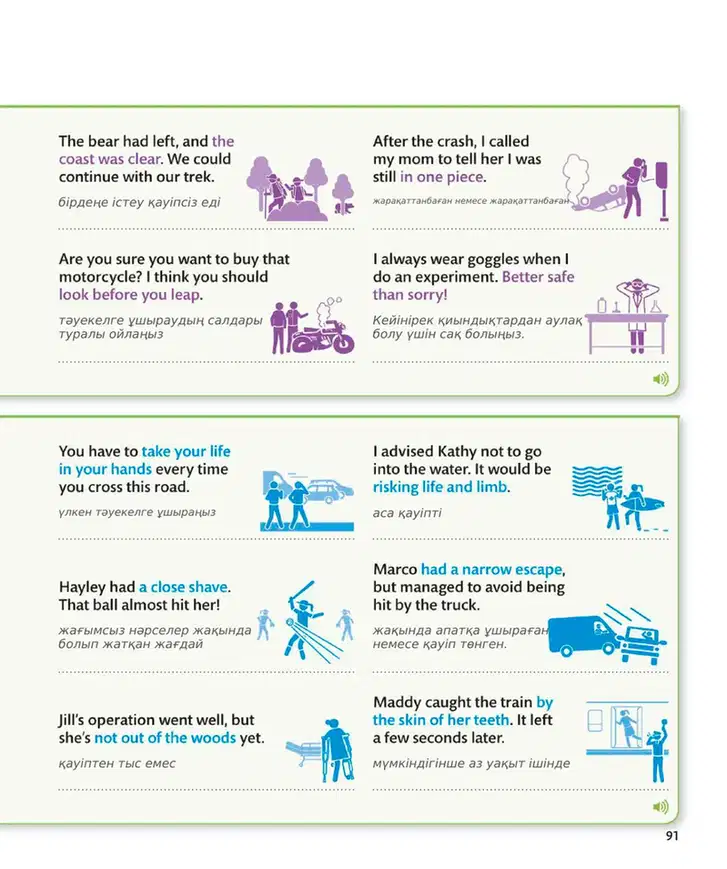 The bear had left, and the
coast was clear. We could
continue with our trek.
бірдеңе істеу қауіпсіз еді
After the crash, I called
my mom to tell her I was
still in one piece.
жарақаттанбаған немесе жарақаттанбаған
Are you sure you want to buy that
motorcycle? I think you should
look before you leap.
тәуекелге ұшыраудың салдары
туралы ойлаңыз
I always wear goggles when I
do an experiment. Better safe
than sorry!
Кейінірек қиындықтардан аулақ
болу үшін сақ болыңыз.
You have to take your life
in your hands every time
you cross this road.
үлкен тәуекелге ұшыраңыз
I advised Kathy not to go
into the water. It would be
risking life and limb.
аса қауіпті
Hayley had a close shave.
That ball almost hit her!
жағымсыз нәрселер жақында
болып жатқан жағдай
Marco had a narrow escape,
but managed to avoid being
hit by the truck.
жақында апатқа ұшыраған
немесе қауіп төнген.
Jill's operation went well, but
she's not out of the woods yet.
қауіптен тыс емес
Maddy caught the train by
the skin of her teeth. It left
a few seconds later.
мүмкіндігінше аз уақыт ішінде
91